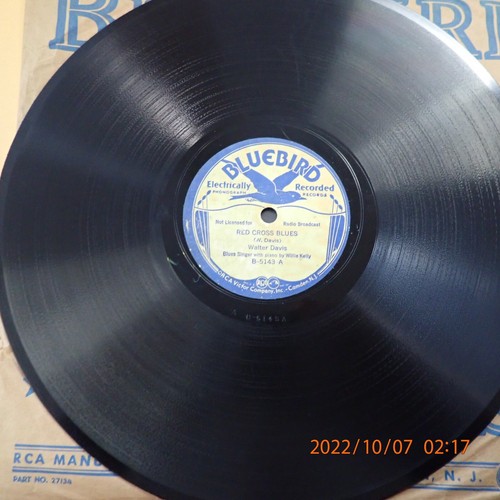 BLUEBIRD
Electrically Recorded
PHONOGRAPH RECORDS
Not Licensed for Radio Broadcast
RED CROSS BLUES
(W. Davis)
Walter Davis
Blues Singer with piano by Willie Kelly
B-5143-A
RCA Victor Company, Inc. - Camden, N.J.
2022/10/07 02:17
RCA MANU
N. J.
PART NO. 27134